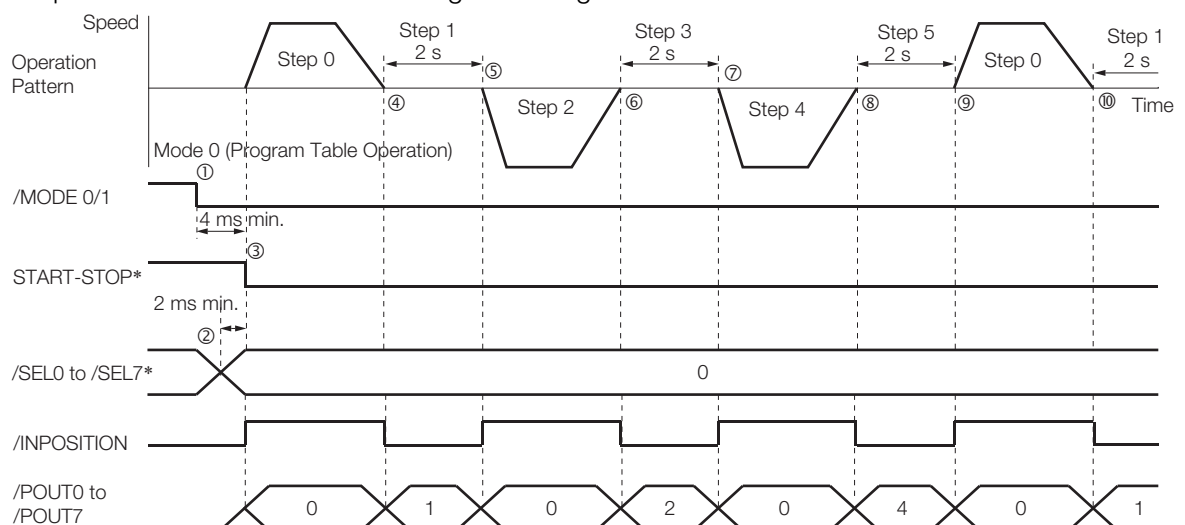 Speed
Operation
Pattern
Step 0
Step 1
2 s
⑤
Step 2
Step 3
2 s
⑦
Step 4
Step 5
2 s
Step 0
Step 1
2 s
④
⑥
⑧
⑨
⑩
Time
Mode 0 (Program Table Operation)
①
/MODE 0/1
4 ms min.
③
START-STOP*
2 ms min.
②
/SEL0 to /SEL7*
0
/INPOSITION
/POUT0 to
/POUT7
0 1 0 2 0 4 0 1